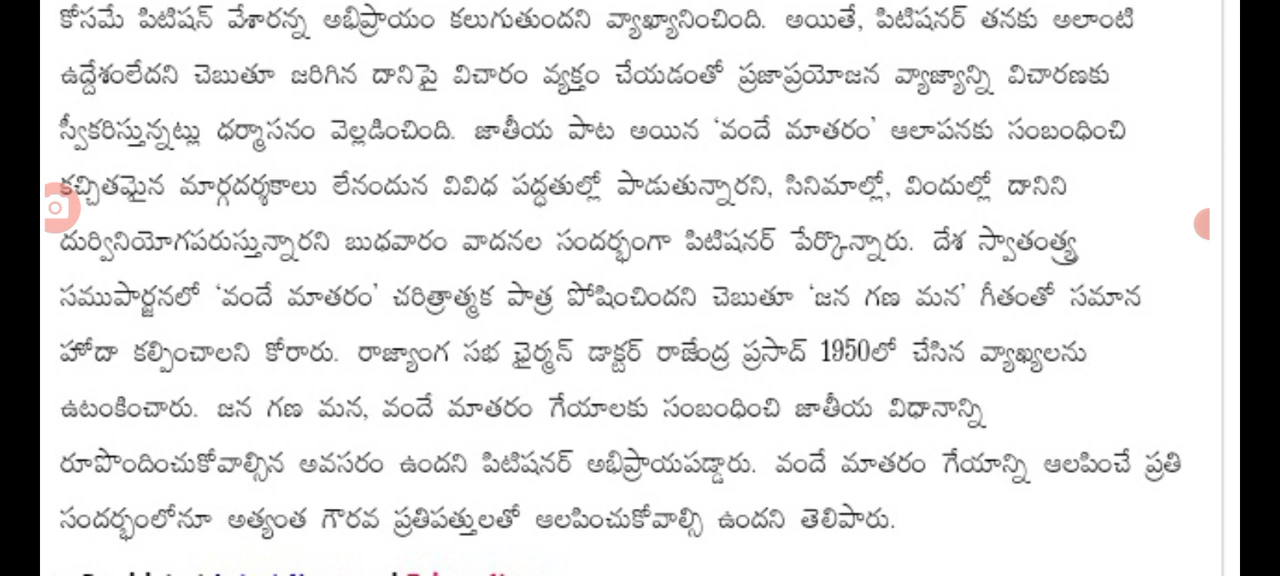 కోసమే పిటిషన్ వేశారన్న అభిప్రాయం కలుగుతుందని వ్యాఖ్యానించింది. అయితే, పిటిషనర్ తనకు అలాంటి
ఉద్దేశంలేదని చెబుతూ జరిగిన దానిపై విచారం వ్యక్తం చేయడంతో ప్రజాప్రయోజన వ్యాజ్యాన్ని విచారణకు
స్వీకరిస్తున్నట్లు ధర్మాసనం వెల్లడించింది. జాతీయ పాట అయిన ‘వందే మాతరం’ ఆలాపనకు సంబంధించి
కచ్చితమైన మార్గదర్శకాలు లేనందున వివిధ పద్ధతుల్లో పాడుతున్నారని, సినిమాల్లో, విందుల్లో దానిని
దుర్వినియోగపరుస్తున్నారని బుధవారం వాదనల సందర్భంగా పిటిషనర్ పేర్కొన్నారు. దేశ స్వాతంత్ర్య
సముపార్జనలో ‘వందే మాతరం’ చరిత్రాత్మక పాత్ర పోషించిందని చెబుతూ ‘జన గణ మన’ గీతంతో సమాన
హోదా కల్పించాలని కోరారు. రాజ్యాంగ సభ ఛైర్మన్ డాక్టర్ రాజేంద్ర ప్రసాద్ 1950లో చేసిన వ్యాఖ్యలను
ఉటంకించారు. జన గణ మన, వందే మాతరం గేయాలకు సంబంధించి జాతీయ విధానాన్ని
రూపొందించుకోవాల్సిన అవసరం ఉందని పిటిషనర్ అభిప్రాయపడ్డారు. వందే మాతరం గేయాన్ని ఆలపించే ప్రతి
సందర్భంలోనూ అత్యంత గౌరవ ప్రతిపత్తులతో ఆలపించుకోవాల్సి ఉందని తెలిపారు.